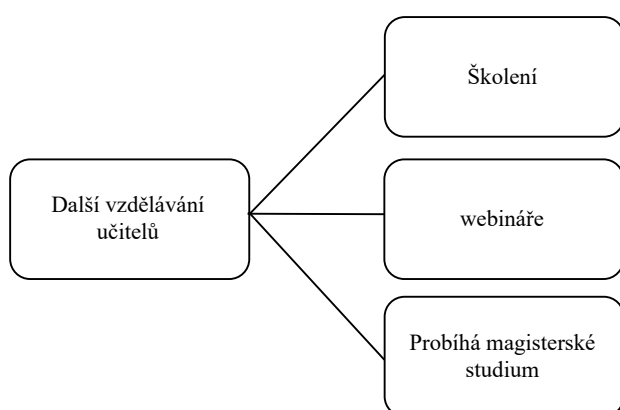 Školení
Další vzdělávání
učitelů
webináře
Probíhá magisterské
studium